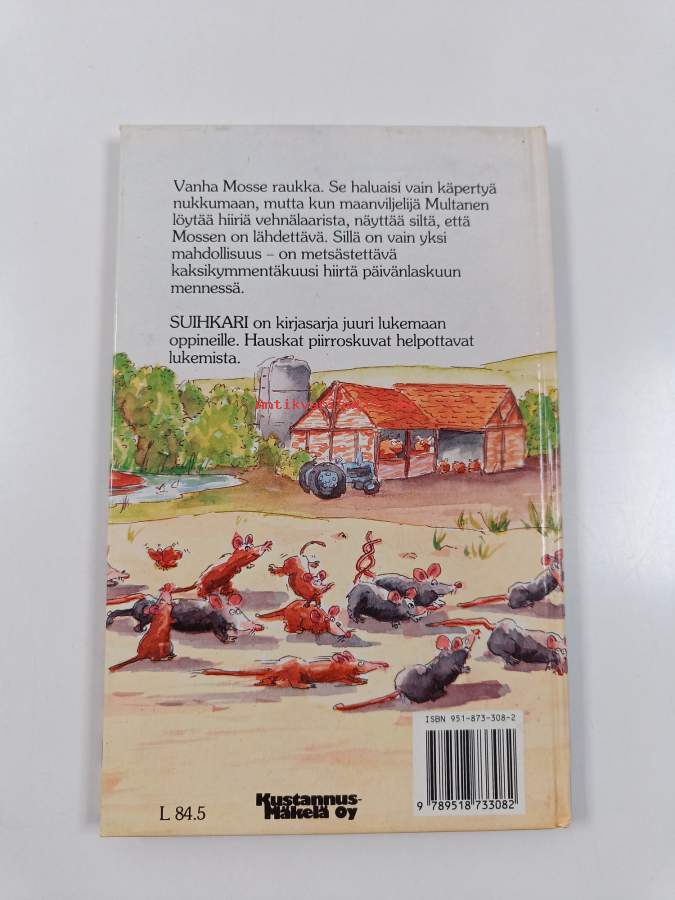 Vanha Mosse raukka. Se haluaisi vain käpertyä
nukkumaan, mutta kun maanviljelijä Multanen
löytää hiiriä vehnälaarista, näyttää siltä, että
Mossen on lähdettävä. Sillä on vain yksi
mahdollisuus – on metsästettävä
kaksikymmentäkuusi hiirtä päivänlaskuun
mennessä.
SUIHKARI on kirjasarja juuri lukemaan
oppineille. Hauskat piirroskuvat helpottavat
lukemista.
ISBN 951-873-308-2
9 789518 733082
L 84.5
Kustannus-
Mäkelä Oy